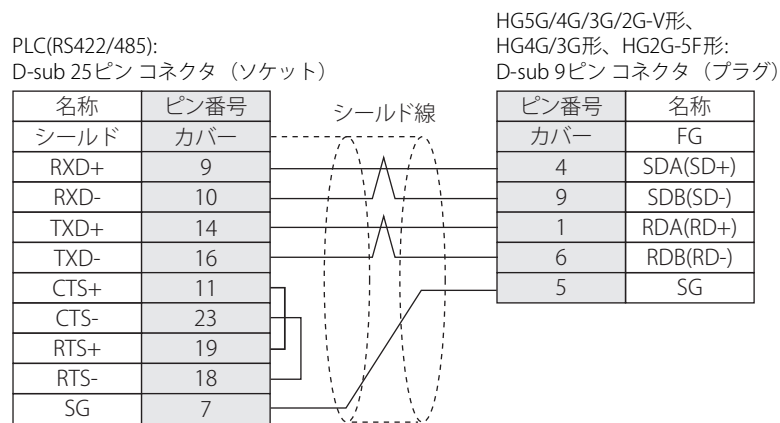 HG5G/4G/3G/2G-V形、
HG4G/3G形、HG2G-5F形:
D-sub 9ピン コネクタ（プラグ）
PLC(RS422/485):
D-sub 25ピン コネクタ（ソケット）
名称 ピン番号 シールド線 ピン番号 名称
シールド カバー カバー FG
RXD+ 9 4 SDA(SD+)
RXD- 10 9 SDB(SD-)
TXD+ 14 1 RDA(RD+)
TXD- 16 6 RDB(RD-)
CTS+ 11 5 SG
CTS- 23
RTS+ 19
RTS- 18
SG 7